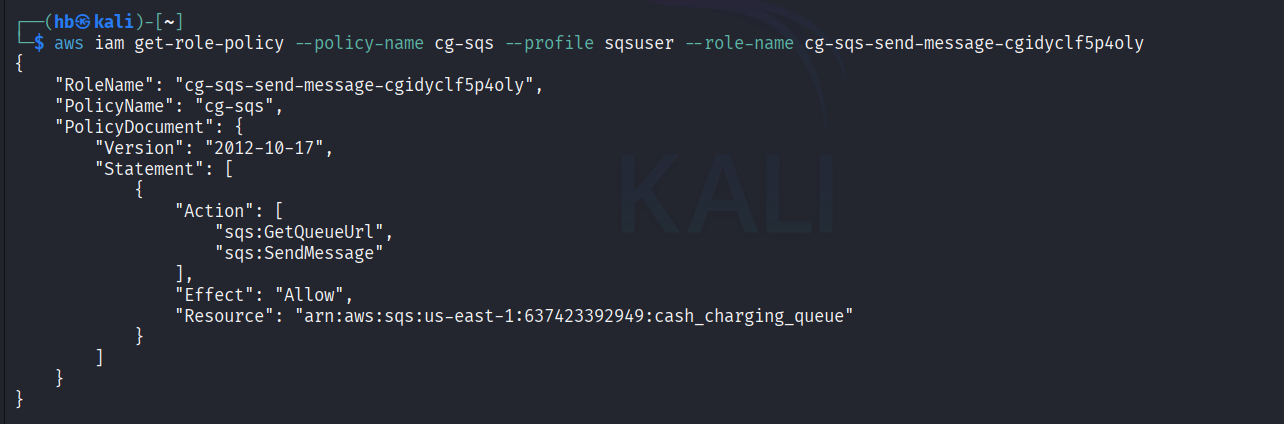 ┌──(hb㉿kali)-[~]
└─$ aws iam get-role-policy --policy-name cg-sqs --profile sqsuser --role-name cg-sqs-send-message-cgidyclf5p4oly
{
    "RoleName": "cg-sqs-send-message-cgidyclf5p4oly",
    "PolicyName": "cg-sqs",
    "PolicyDocument": {
        "Version": "2012-10-17",
        "Statement": [
            {
                "Action": [
                    "sqs:GetQueueUrl",
                    "sqs:SendMessage"
                ],
                "Effect": "Allow",
                "Resource": "arn:aws:sqs:us-east-1:637423392949:cash_charging_queue"
            }
        ]
    }
}
KALI